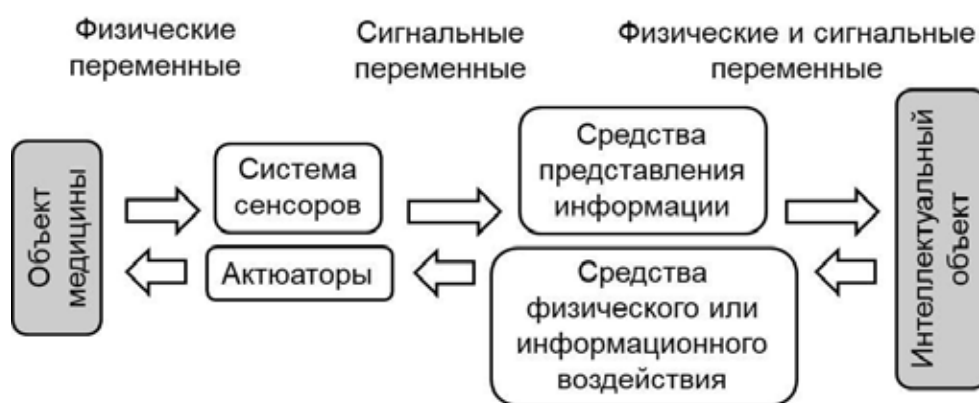 Физические
переменные
Сигнальные
переменные
Физические и сигнальные
переменные
Объект
медицины
Система
сенсоров
Актюаторы
Средства
представления
информации
Средства
физического или
информационного
воздействия
Интеллектуальный
объект